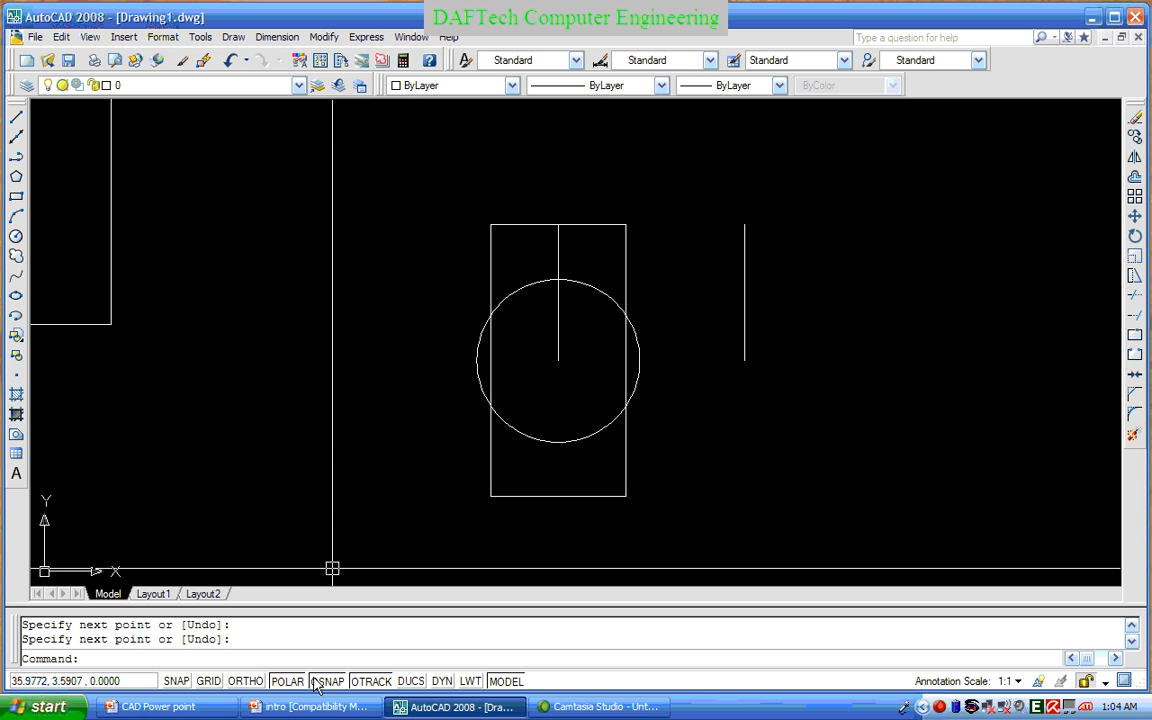 AutoCAD 2008 - [Drawing1.dwg]
DAFTech Computer Engineering
File Edit View Insert Format Tools Draw Dimension Modify Express Window Help
Type a question for help
Standard Standard Standard Standard
0 ByLayer ByLayer ByLayer ByColor
A
Y
X
Model Layout1 Layout2
Specify next point or [Undo]:
Specify next point or [Undo]:
Command:
35.9772, 3.5907 , 0.0000 SNAP GRID ORTHO POLAR OSNAP OTRACK DUCS DYN LWT MODEL Annotation Scale: 1:1
start CAD Power point intro [Compatibility M... AutoCAD 2008 - [Dra... Camtasia Studio - Unt... E 1:04 AM